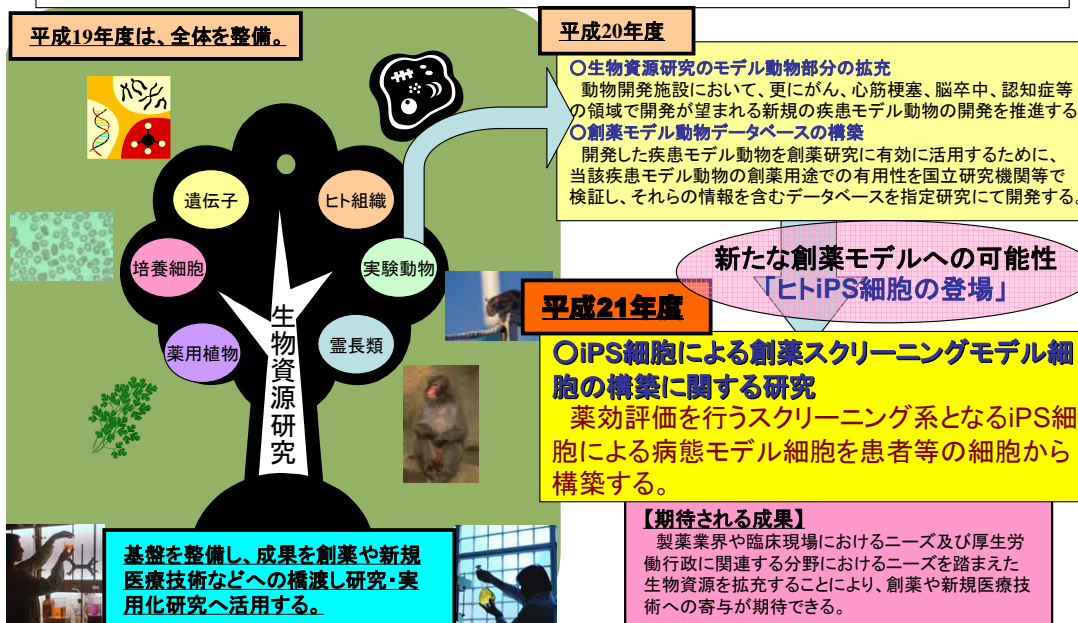 平成19年度は、全体を整備。
遺伝子
ヒト組織
培養細胞
実験動物
薬用植物
霊長類
生物資源研究
基盤を整備し、成果を創薬や新規
医療技術などへの橋渡し研究・実
用化研究へ活用する。
平成20年度
○生物資源研究のモデル動物部分の拡充
動物開発施設において、更にがん、心筋梗塞、脳卒中、認知症等
の領域で開発が望まれる新規の疾患モデル動物の開発を推進する
○創薬モデル動物データベースの構築
開発した疾患モデル動物を創薬研究に有効に活用するために、
当該疾患モデル動物の創薬用途での有用性を国立研究機関等で
検証し、それらの情報を含むデータベースを指定研究にて開発する。
新たな創薬モデルへの可能性
「ヒトiPS細胞の登場」
平成21年度
○iPS細胞による創薬スクリーニングモデル細
胞の構築に関する研究
薬効評価を行うスクリーニング系となるiPS細
胞による病態モデル細胞を患者等の細胞から
構築する。
【期待される成果】
製薬業界や臨床現場におけるニーズ及び厚生労
働行政に関連する分野におけるニーズを踏まえた
生物資源を拡充することにより、創薬や新規医療技
術への寄与が期待できる。